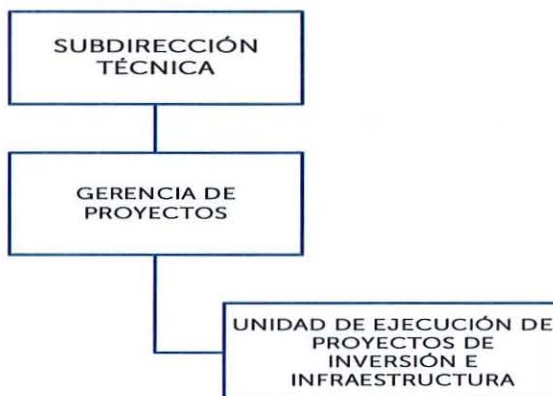 SUBDIRECCIÓN
TÉCNICA
GERENCIA DE
PROYECTOS
UNIDAD DE EJECUCIÓN DE
PROYECTOS DE
INVERSIÓN E
INFRAESTRUCTURA